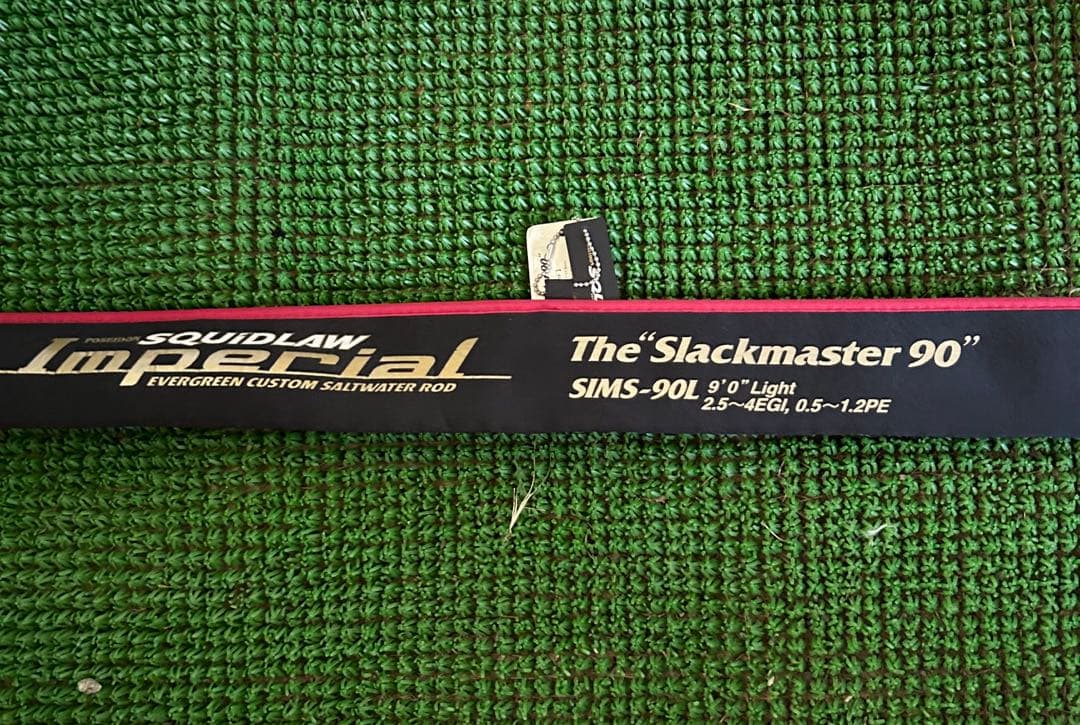 POSEIDON SQUIDLAW
Imperial
EVERGREEN CUSTOM SALTWATER ROD
The "Slackmaster 90"
SIMS-90L 9'0" Light
2.5～4EGI, 0.5～1.2PE